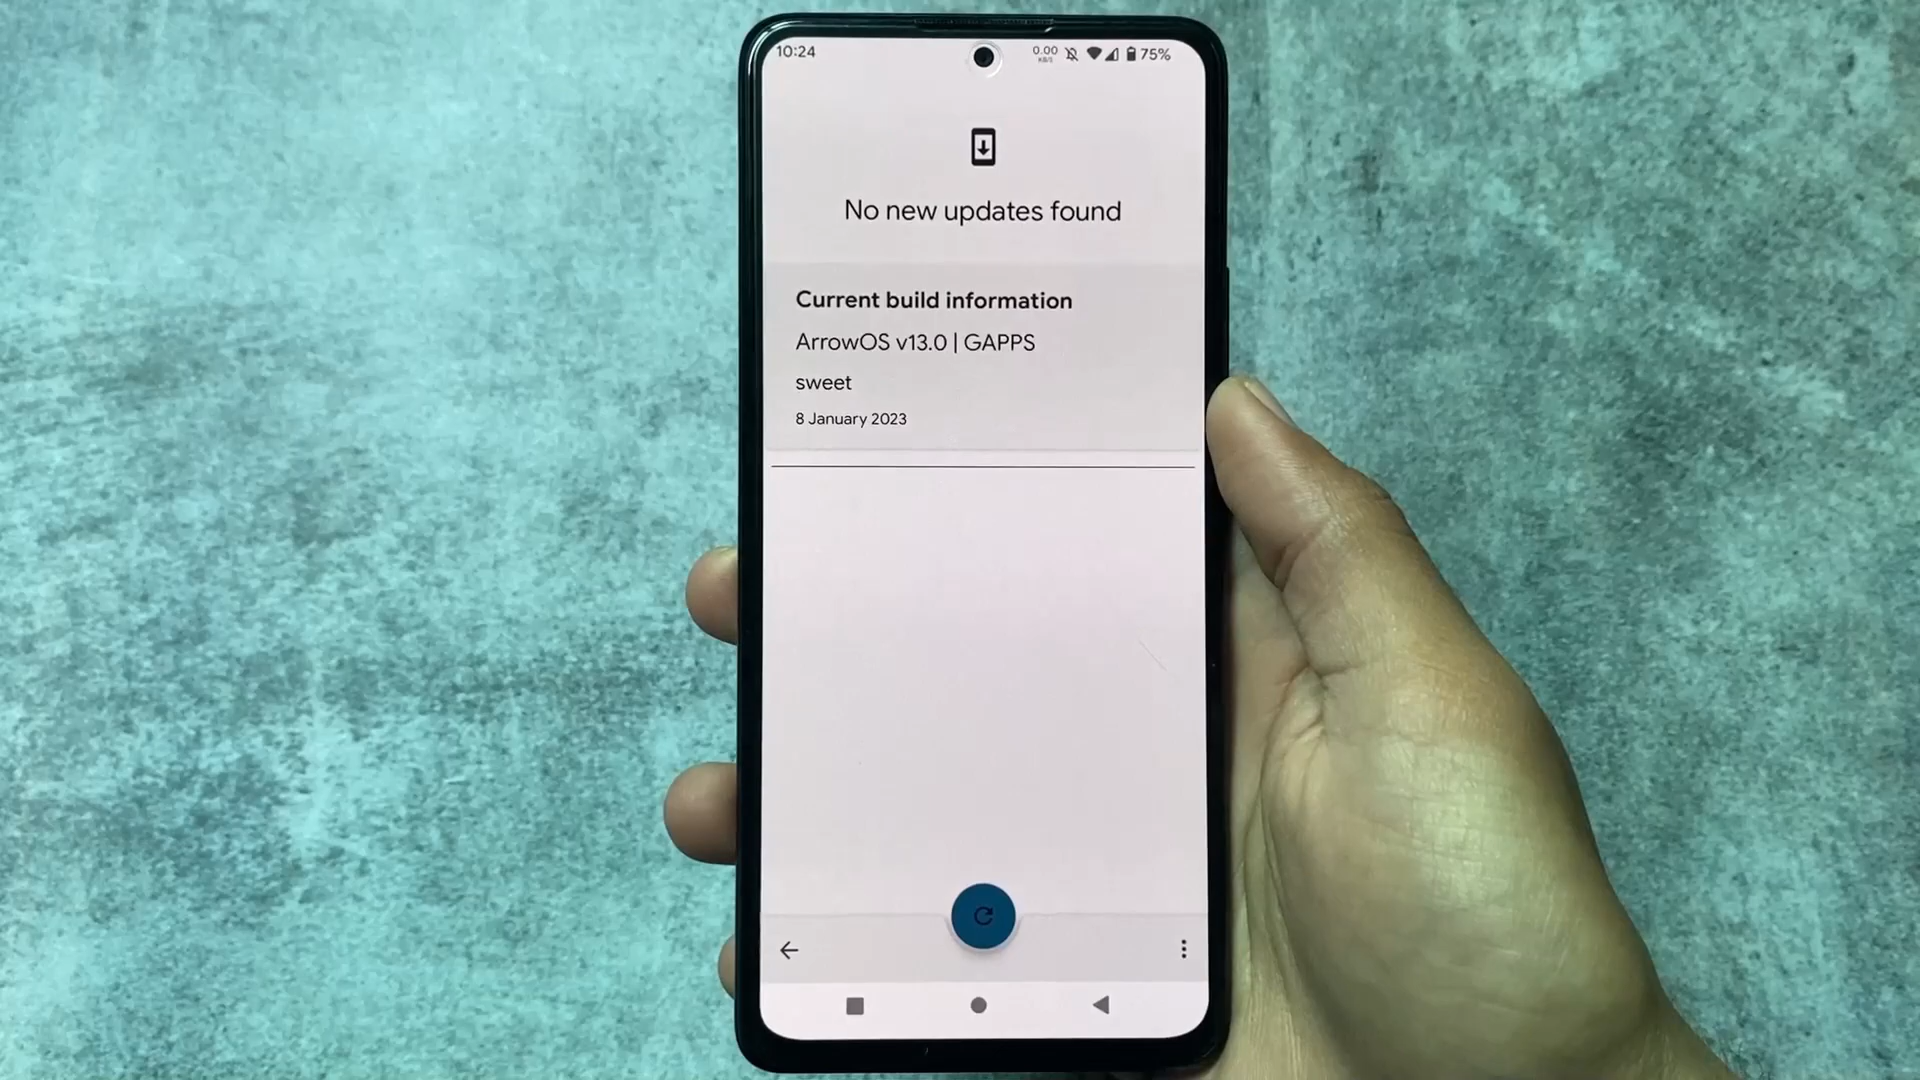 10:24
0.00
KB/S
75%
No new updates found
Current build information
ArrowOS v13.0 | GAPPS
sweet
8 January 2023